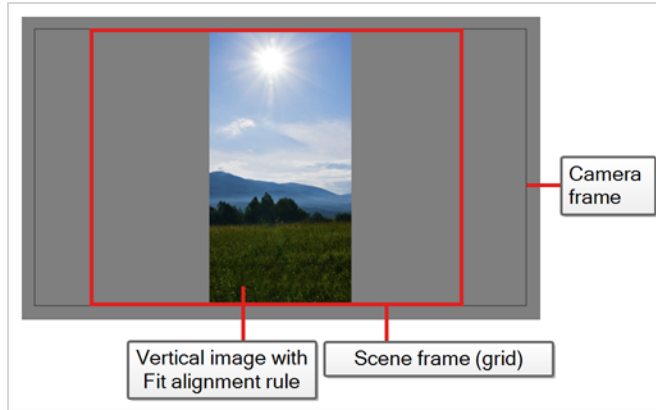 Camera
frame
Vertical image with
Fit alignment rule
Scene frame (grid)